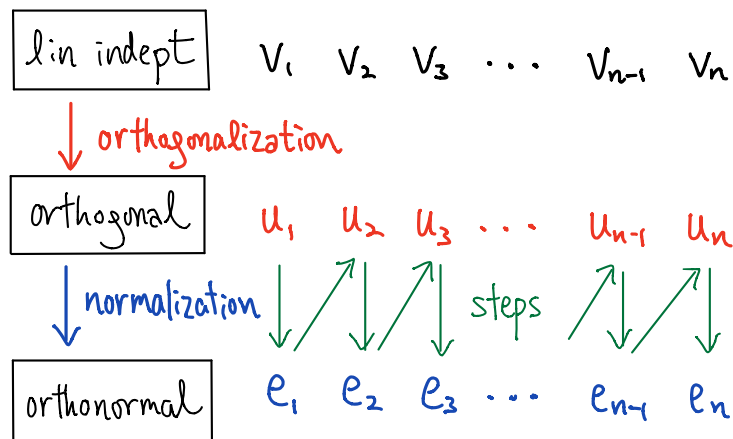 lin indept V₁ V₂ V₃ ... Vₙ₋₁ Vₙ
orthogonalization
orthogonal u₁ u₂ u₃ ... uₙ₋₁ uₙ
normalization steps
orthonormal e₁ e₂ e₃ ... eₙ₋₁ eₙ